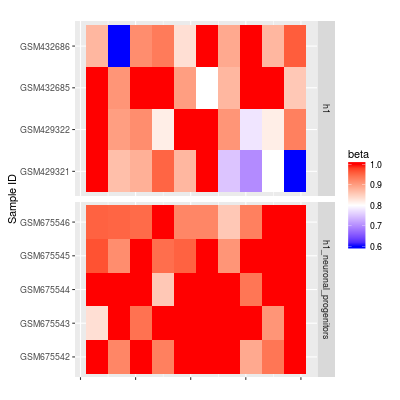 GSM432686
GSM432685
GSM429322
GSM429321
h1
GSM675546
GSM675545
GSM675544
GSM675543
GSM675542
h1_neuronal_progenitors
Sample ID
beta
1.0
0.9
0.8
0.7
0.6